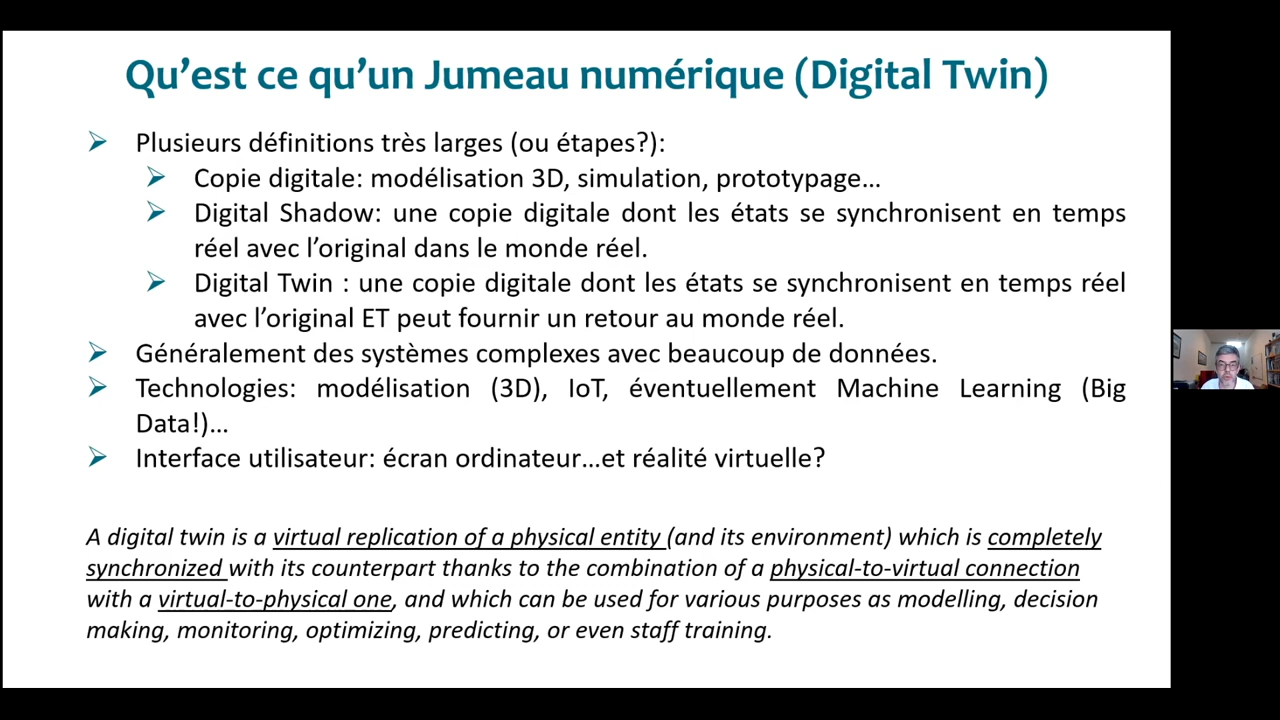 Qu’est ce qu’un Jumeau numérique (Digital Twin)
Plusieurs définitions très larges (ou étapes?):
Copie digitale: modélisation 3D, simulation, prototypage…
Digital Shadow: une copie digitale dont les états se synchronisent en temps
réel avec l’original dans le monde réel.
Digital Twin : une copie digitale dont les états se synchronisent en temps réel
avec l’original ET peut fournir un retour au monde réel.
Généralement des systèmes complexes avec beaucoup de données.
Technologies: modélisation (3D), IoT, éventuellement Machine Learning (Big
Data!)…
Interface utilisateur: écran ordinateur…et réalité virtuelle?
A digital twin is a virtual replication of a physical entity (and its environment) which is completely
synchronized with its counterpart thanks to the combination of a physical-to-virtual connection
with a virtual-to-physical one, and which can be used for various purposes as modelling, decision
making, monitoring, optimizing, predicting, or even staff training.